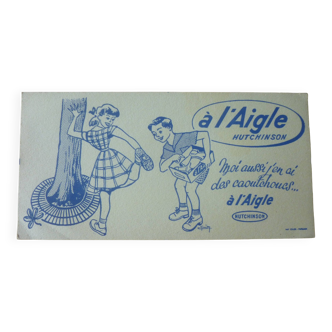 à l'Aigle
HUTCHINSON
Moi aussi j'en ai
des caoutchoucs...
à l'Aigle
HUTCHINSON